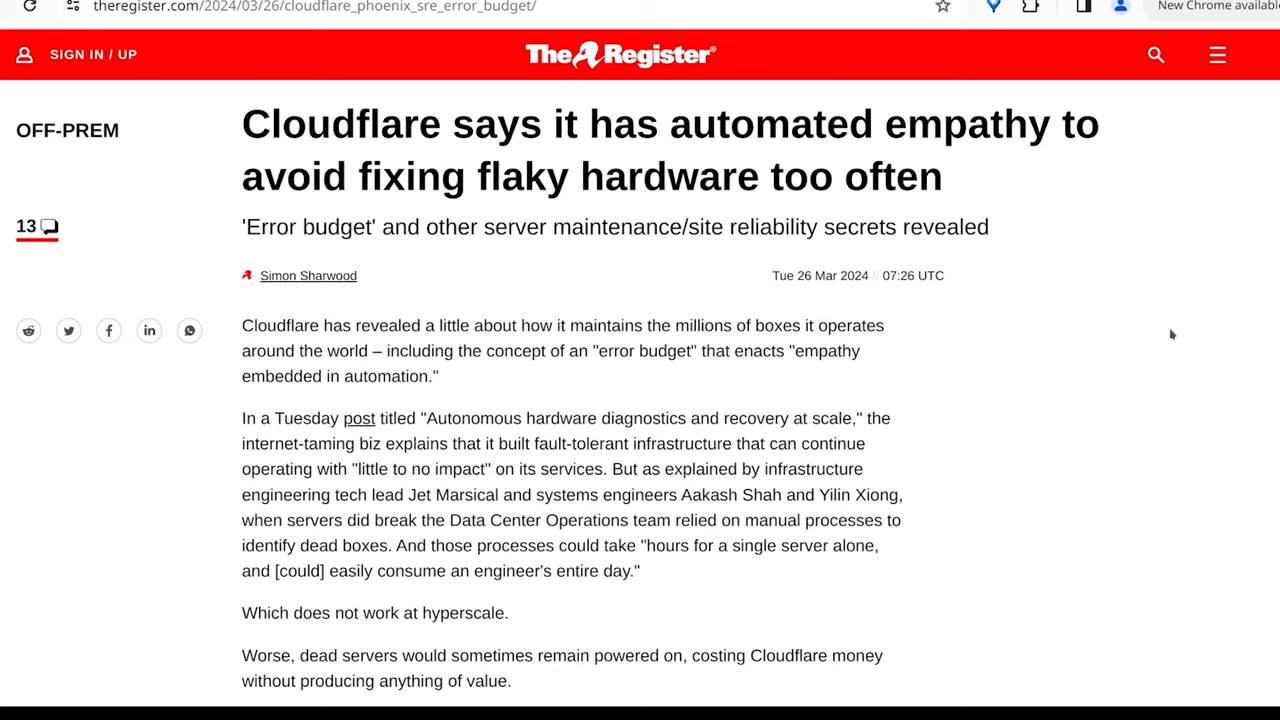 theregister.com/2024/03/26/cloudflare_phoenix_sre_error_budget/
New Chrome available
SIGN IN / UP
The Register®
OFF-PREM
Cloudflare says it has automated empathy to
avoid fixing flaky hardware too often
13
'Error budget' and other server maintenance/site reliability secrets revealed
Simon Sharwood
Tue 26 Mar 2024 // 07:26 UTC
Cloudflare has revealed a little about how it maintains the millions of boxes it operates
around the world – including the concept of an "error budget" that enacts "empathy
embedded in automation."
In a Tuesday post titled "Autonomous hardware diagnostics and recovery at scale," the
internet-taming biz explains that it built fault-tolerant infrastructure that can continue
operating with "little to no impact" on its services. But as explained by infrastructure
engineering tech lead Jet Marsical and systems engineers Aakash Shah and Yilin Xiong,
when servers did break the Data Center Operations team relied on manual processes to
identify dead boxes. And those processes could take "hours for a single server alone,
and [could] easily consume an engineer's entire day."
Which does not work at hyperscale.
Worse, dead servers would sometimes remain powered on, costing Cloudflare money
without producing anything of value.